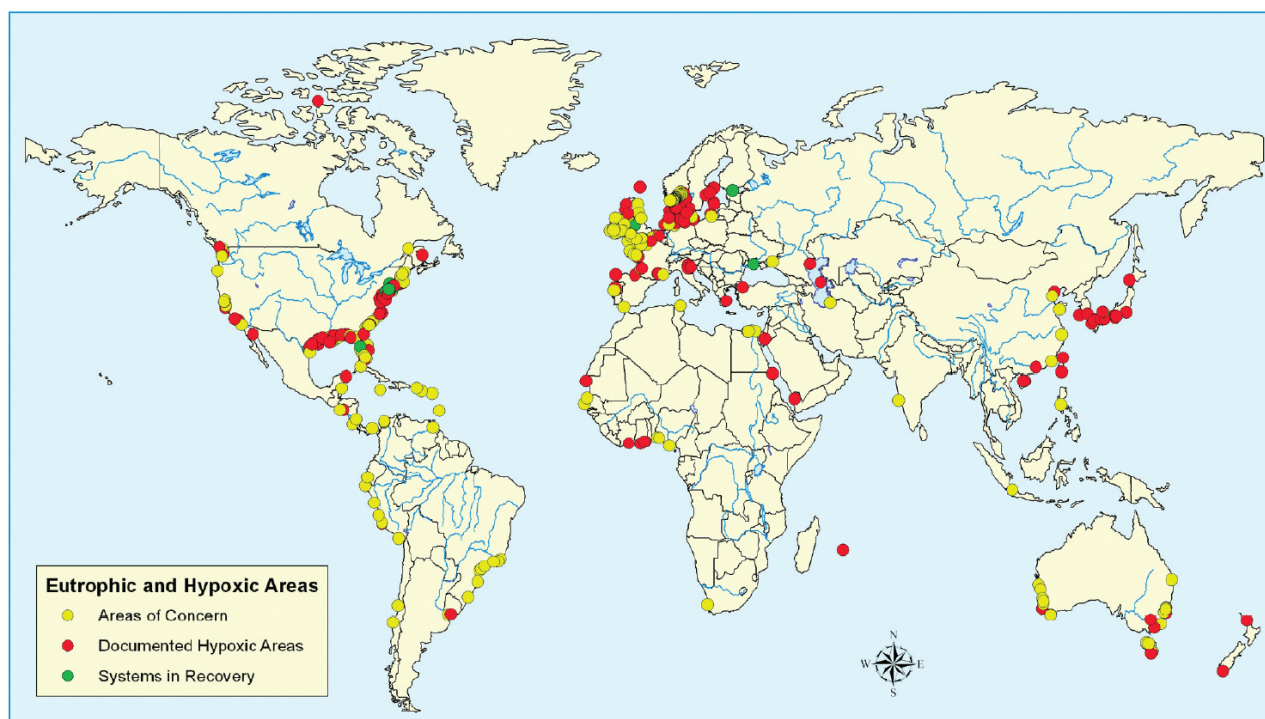 N
W E
S
Eutrophic and Hypoxic Areas
Areas of Concern
Documented Hypoxic Areas
Systems in Recovery